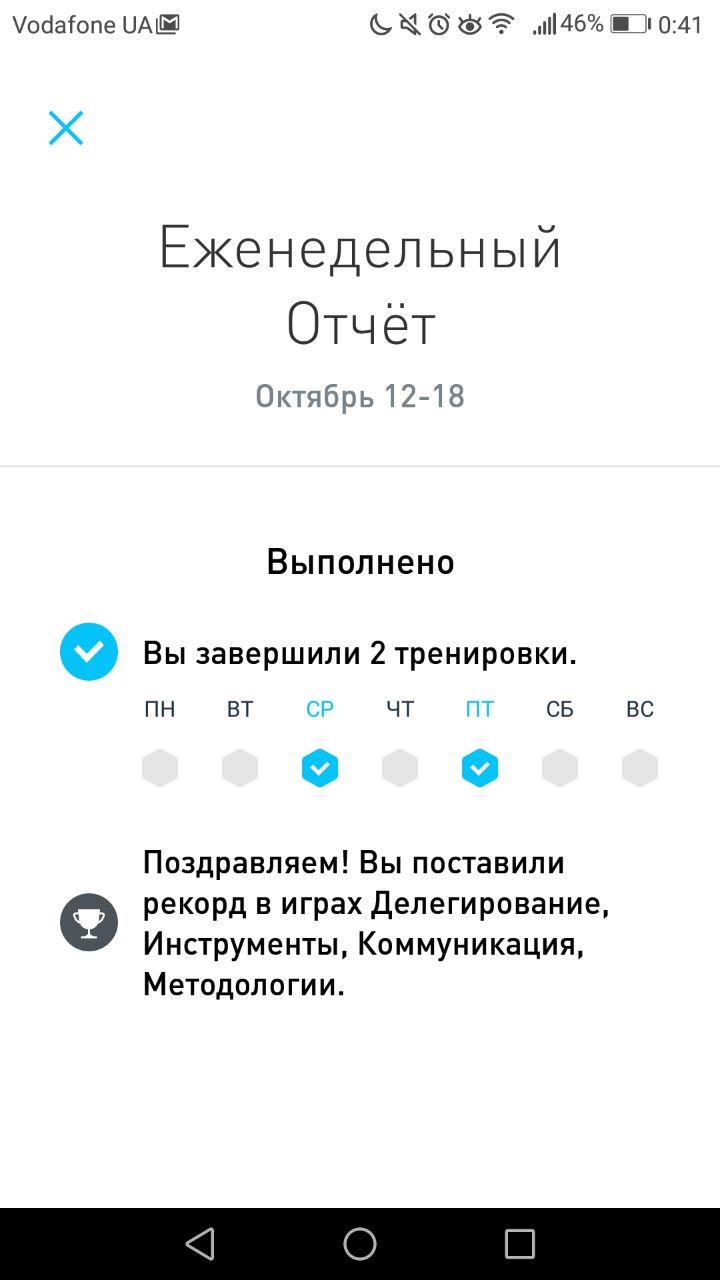 Vodafone UA 46% 0:41
Еженедельный
Отчёт
Октябрь 12-18
Выполнено
Вы завершили 2 тренировки.
ПН ВТ СР ЧТ ПТ СБ ВС
Поздравляем! Вы поставили
рекорд в играх Делегирование,
Инструменты, Коммуникация,
Методологии.